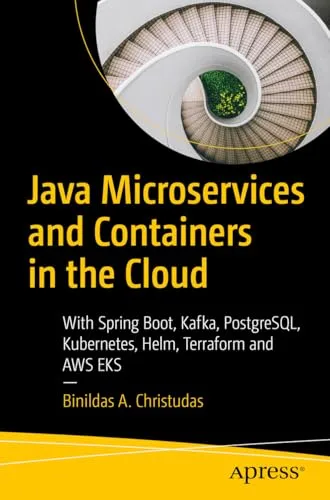 Java Microservices
and Containers
in the Cloud
With Spring Boot, Kafka, PostgreSQL,
Kubernetes, Helm, Terraform and
AWS EKS
—
Binildas A. Christudas
Apress®